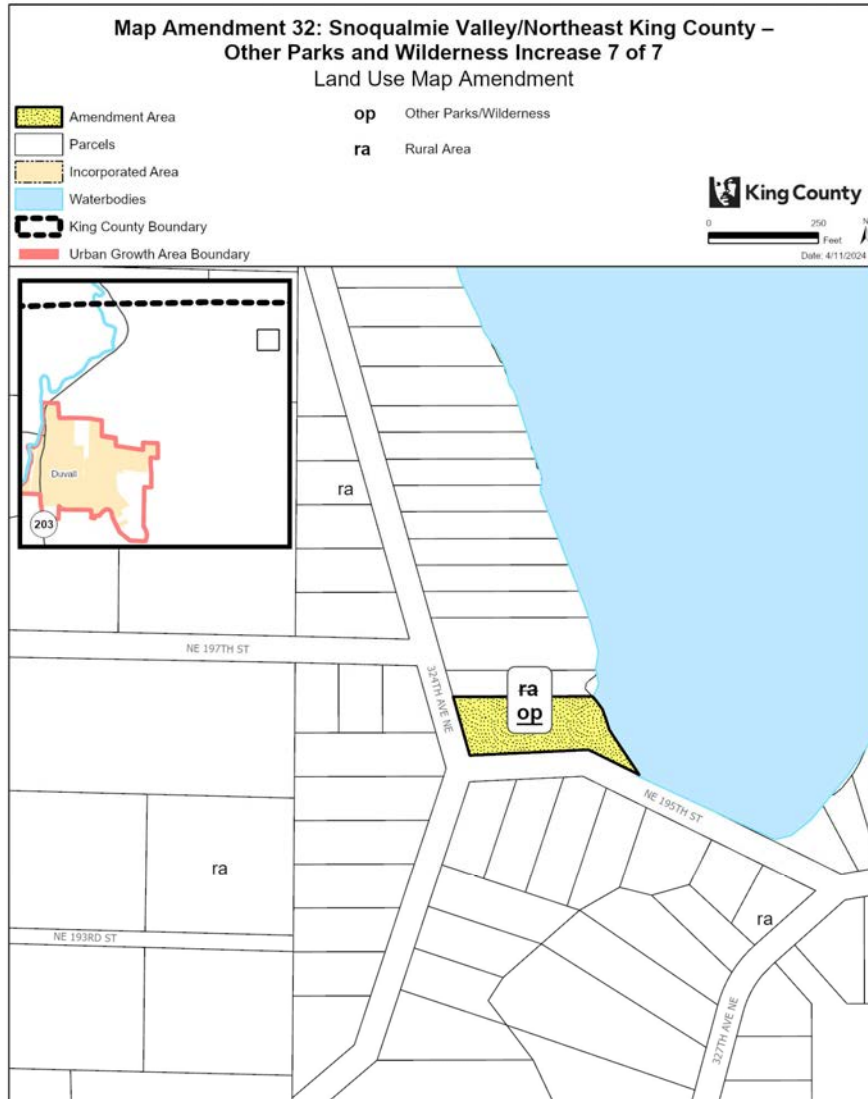 Map Amendment 32: Snoqualmie Valley/Northeast King County –
Other Parks and Wilderness Increase 7 of 7
Land Use Map Amendment
Amendment Area
Parcels
Incorporated Area
Waterbodies
King County Boundary
Urban Growth Area Boundary
op Other Parks/Wilderness
ra Rural Area
King County
0 250
Feet
N
Date: 4/11/2024
Duvall
203
ra
NE 197TH ST
324TH AVE NE
ra
op
NE 195TH ST
ra
ra
NE 193RD ST
327TH AVE NE